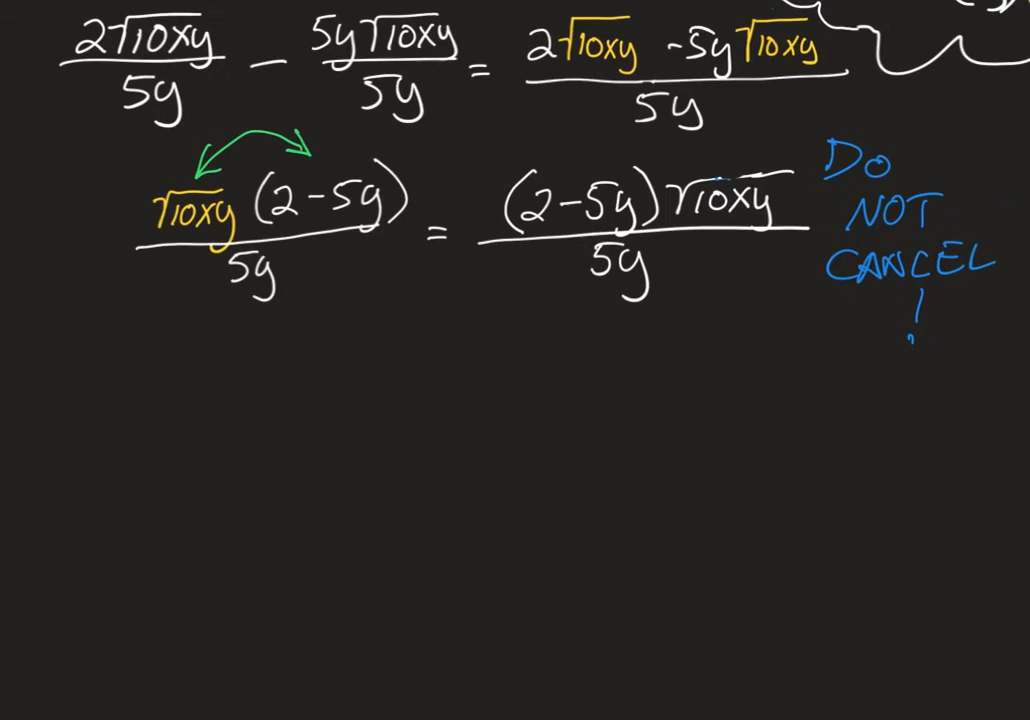 2√10xy/5y − 5y√10xy/5y = 2√10xy -5y√10xy/5y
√10xy (2-5y)/5y = (2-5y)√10xy/5y
DO
NOT
CANCEL
!